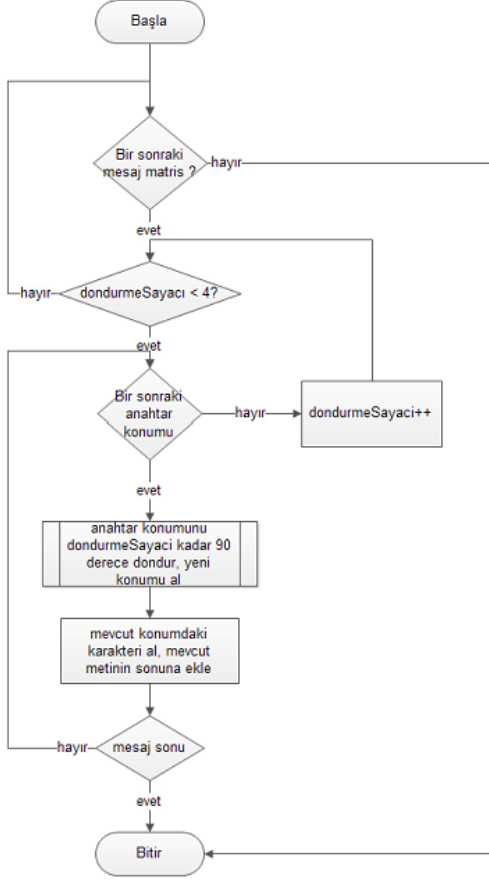 Başla
Bir sonraki
mesaj matris ?
hayır
evet
hayır
dondurmeSayacı < 4?
evet
Bir sonraki
anahtar
konumu
hayır
dondurmeSayaci++
evet
anahtar konumunu
dondurmeSayaci kadar 90
derece dondur, yeni
konumu al
mevcut konumdaki
karakteri al, mevcut
metinin sonuna ekle
hayır
mesaj sonu
evet
Bitir